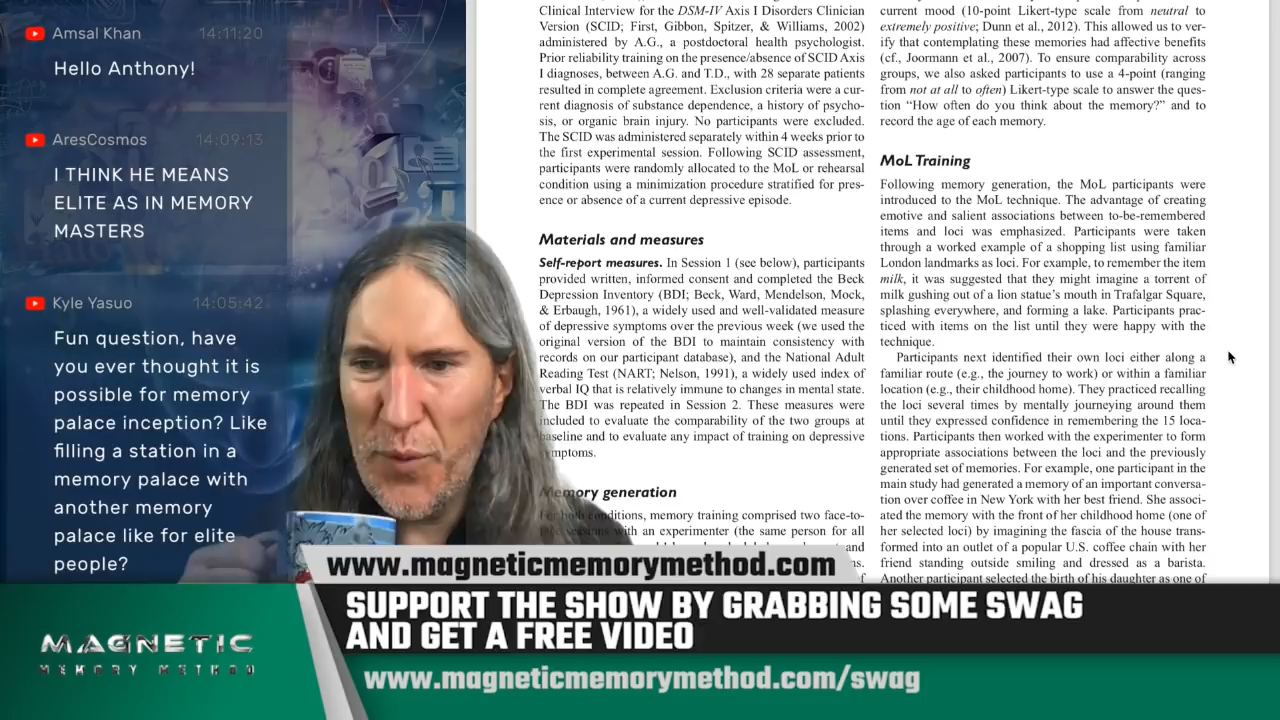 Amsal Khan 14:11:20
Hello Anthony!
AresCosmos 14:09:13
I THINK HE MEANS
ELITE AS IN MEMORY
MASTERS
Kyle Yasuo 14:05:42
Fun question, have
you ever thought it is
possible for memory
palace inception? Like
filling a station in a
memory palace with
another memory
palace like for elite
people?
Clinical Interview for the DSM-IV Axis I Disorders Clinician
Version (SCID; First, Gibbon, Spitzer, & Williams, 2002)
administered by A.G., a postdoctoral health psychologist.
Prior reliability training on the presence/absence of SCID Axis
I diagnoses, between A.G. and T.D., with 28 separate patients
resulted in complete agreement. Exclusion criteria were a cur-
rent diagnosis of substance dependence, a history of psycho-
sis, or organic brain injury. No participants were excluded.
The SCID was administered separately within 4 weeks prior to
the first experimental session. Following SCID assessment,
participants were randomly allocated to the MoL or rehearsal
condition using a minimization procedure stratified for pres-
ence or absence of a current depressive episode.
Materials and measures
Self-report measures. In Session 1 (see below), participants
provided written, informed consent and completed the Beck
Depression Inventory (BDI; Beck, Ward, Mendelson, Mock,
& Erbaugh, 1961), a widely used and well-validated measure
of depressive symptoms over the previous week (we used the
original version of the BDI to maintain consistency with
records on our participant database), and the National Adult
Reading Test (NART; Nelson, 1991), a widely used index of
verbal IQ that is relatively immune to changes in mental state.
The BDI was repeated in Session 2. These measures were
included to evaluate the comparability of the two groups at
baseline and to evaluate any impact of training on depressive
symptoms.
Memory generation
For both conditions, memory training comprised two face-to-
sessions with an experimenter (the same person for all
and
current mood (10-point Likert-type scale from neutral to
extremely positive; Dunn et al., 2012). This allowed us to ver-
ify that contemplating these memories had affective benefits
(cf., Joormann et al., 2007). To ensure comparability across
groups, we also asked participants to use a 4-point (ranging
from not at all to often) Likert-type scale to answer the ques-
tion “How often do you think about the memory?” and to
record the age of each memory.
MoL Training
Following memory generation, the MoL participants were
introduced to the MoL technique. The advantage of creating
emotive and salient associations between to-be-remembered
items and loci was emphasized. Participants were taken
through a worked example of a shopping list using familiar
London landmarks as loci. For example, to remember the item
milk, it was suggested that they might imagine a torrent of
milk gushing out of a lion statue’s mouth in Trafalgar Square,
splashing everywhere, and forming a lake. Participants prac-
ticed with items on the list until they were happy with the
technique.
Participants next identified their own loci either along a
familiar route (e.g., the journey to work) or within a familiar
location (e.g., their childhood home). They practiced recalling
the loci several times by mentally journeying around them
until they expressed confidence in remembering the 15 loca-
tions. Participants then worked with the experimenter to form
appropriate associations between the loci and the previously
generated set of memories. For example, one participant in the
main study had generated a memory of an important conversa-
tion over coffee in New York with her best friend. She associ-
ated the memory with the front of her childhood home (one of
her selected loci) by imagining the fascia of the house trans-
formed into an outlet of a popular U.S. coffee chain with her
friend standing outside smiling and dressed as a barista.
Another participant selected the birth of his daughter as one of
www.magneticmemorymethod.com
SUPPORT THE SHOW BY GRABBING SOME SWAG
AND GET A FREE VIDEO
www.magneticmemorymethod.com/swag
MAGNETIC
MEMORY METHOD